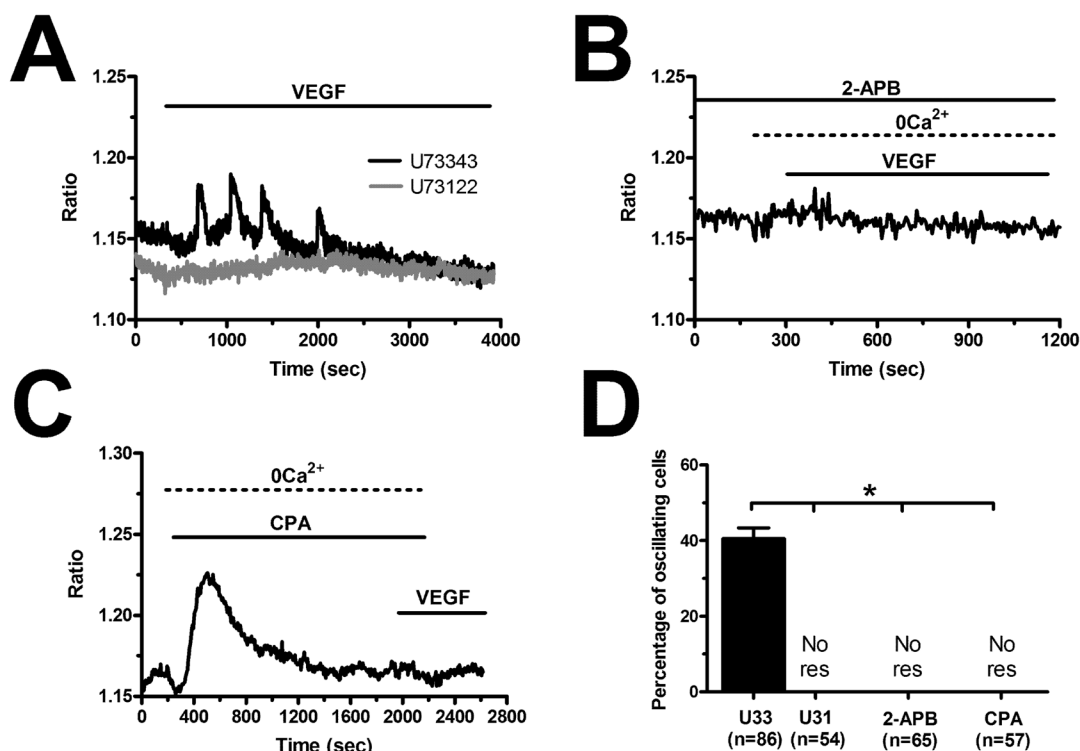 A
1.25
1.20
1.15
1.10
Ratio
VEGF
U73343
U73122
0 1000 2000 3000 4000
Time (sec)
B
1.25
1.20
1.15
1.10
Ratio
2-APB
0Ca²⁺
VEGF
0 300 600 900 1200
Time (sec)
C
1.30
1.25
1.20
1.15
Ratio
0Ca²⁺
CPA
VEGF
0 400 800 1200 1600 2000 2400 2800
Time (sec)
D
60
40
20
0
Percentage of oscillating cells
*
No res
No res
No res
U33 (n=86)
U31 (n=54)
2-APB (n=65)
CPA (n=57)